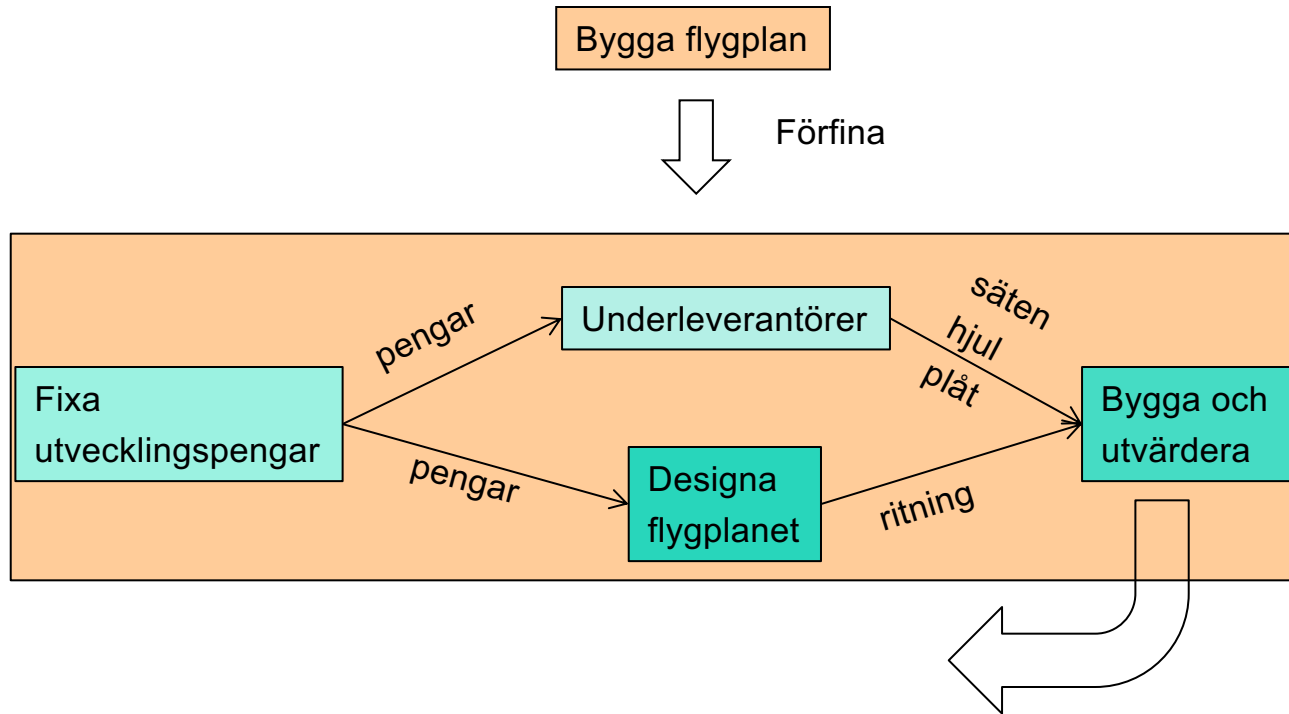 Bygga flygplan
Förfina
pengar
Underleverantörer
säten
hjul
plåt
Fixa
utvecklingspengar
Bygga och
utvärdera
pengar
Designa
flygplanet
ritning